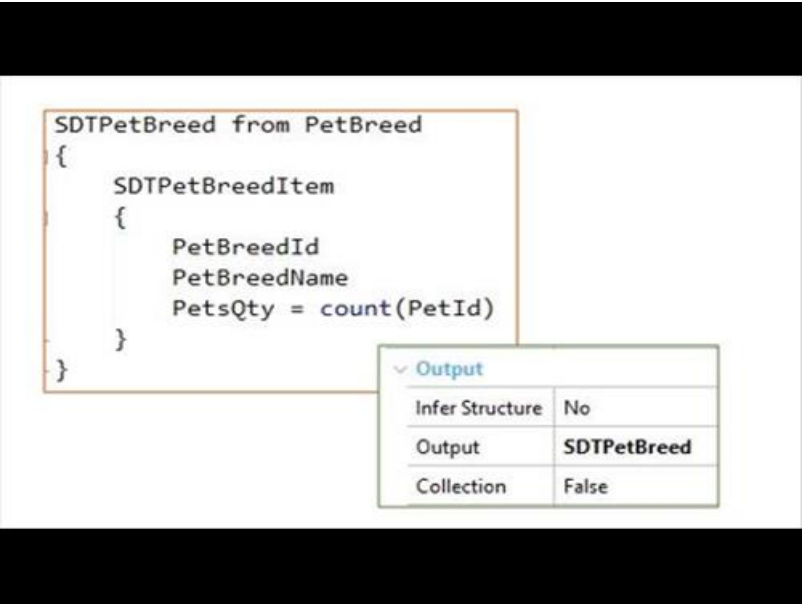 SDTPetBreed from PetBreed
{
SDTPetBreedItem
{
PetBreedId
PetBreedName
PetsQty = count(PetId)
}
}
Output
Infer Structure No
Output SDTPetBreed
Collection False